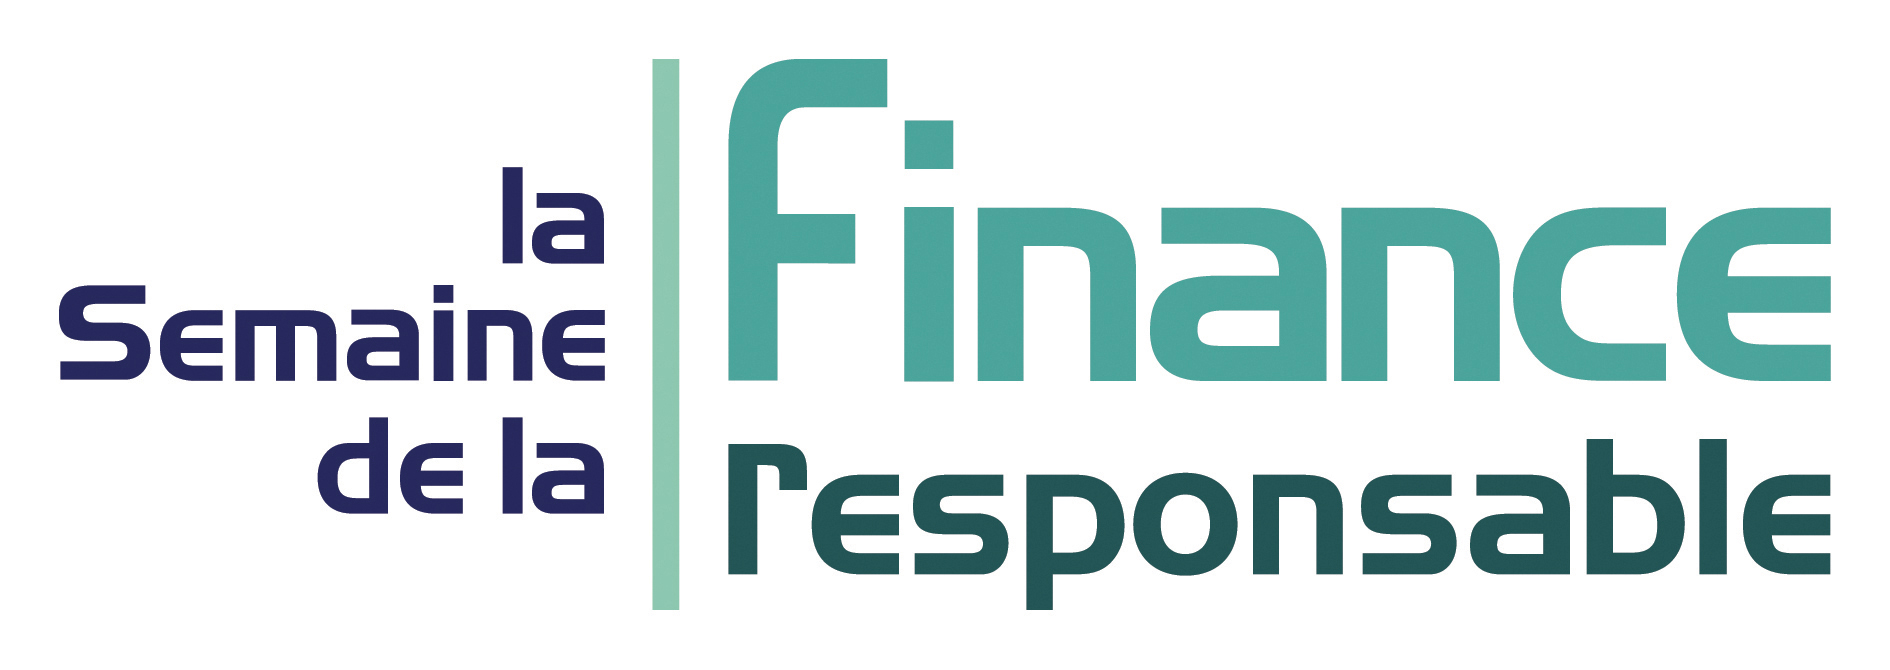 la
Semaine
de la
Finance
responsable